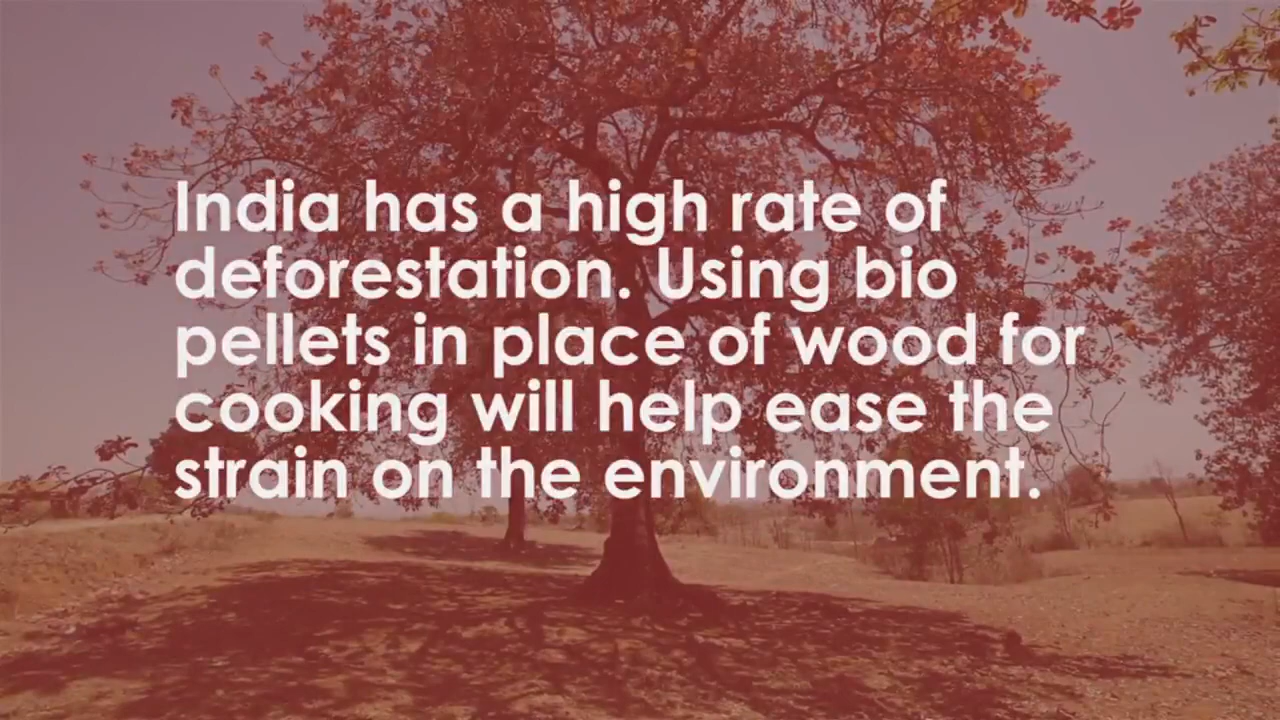 India has a high rate of
deforestation. Using bio
pellets in place of wood for
cooking will help ease the
strain on the environment.